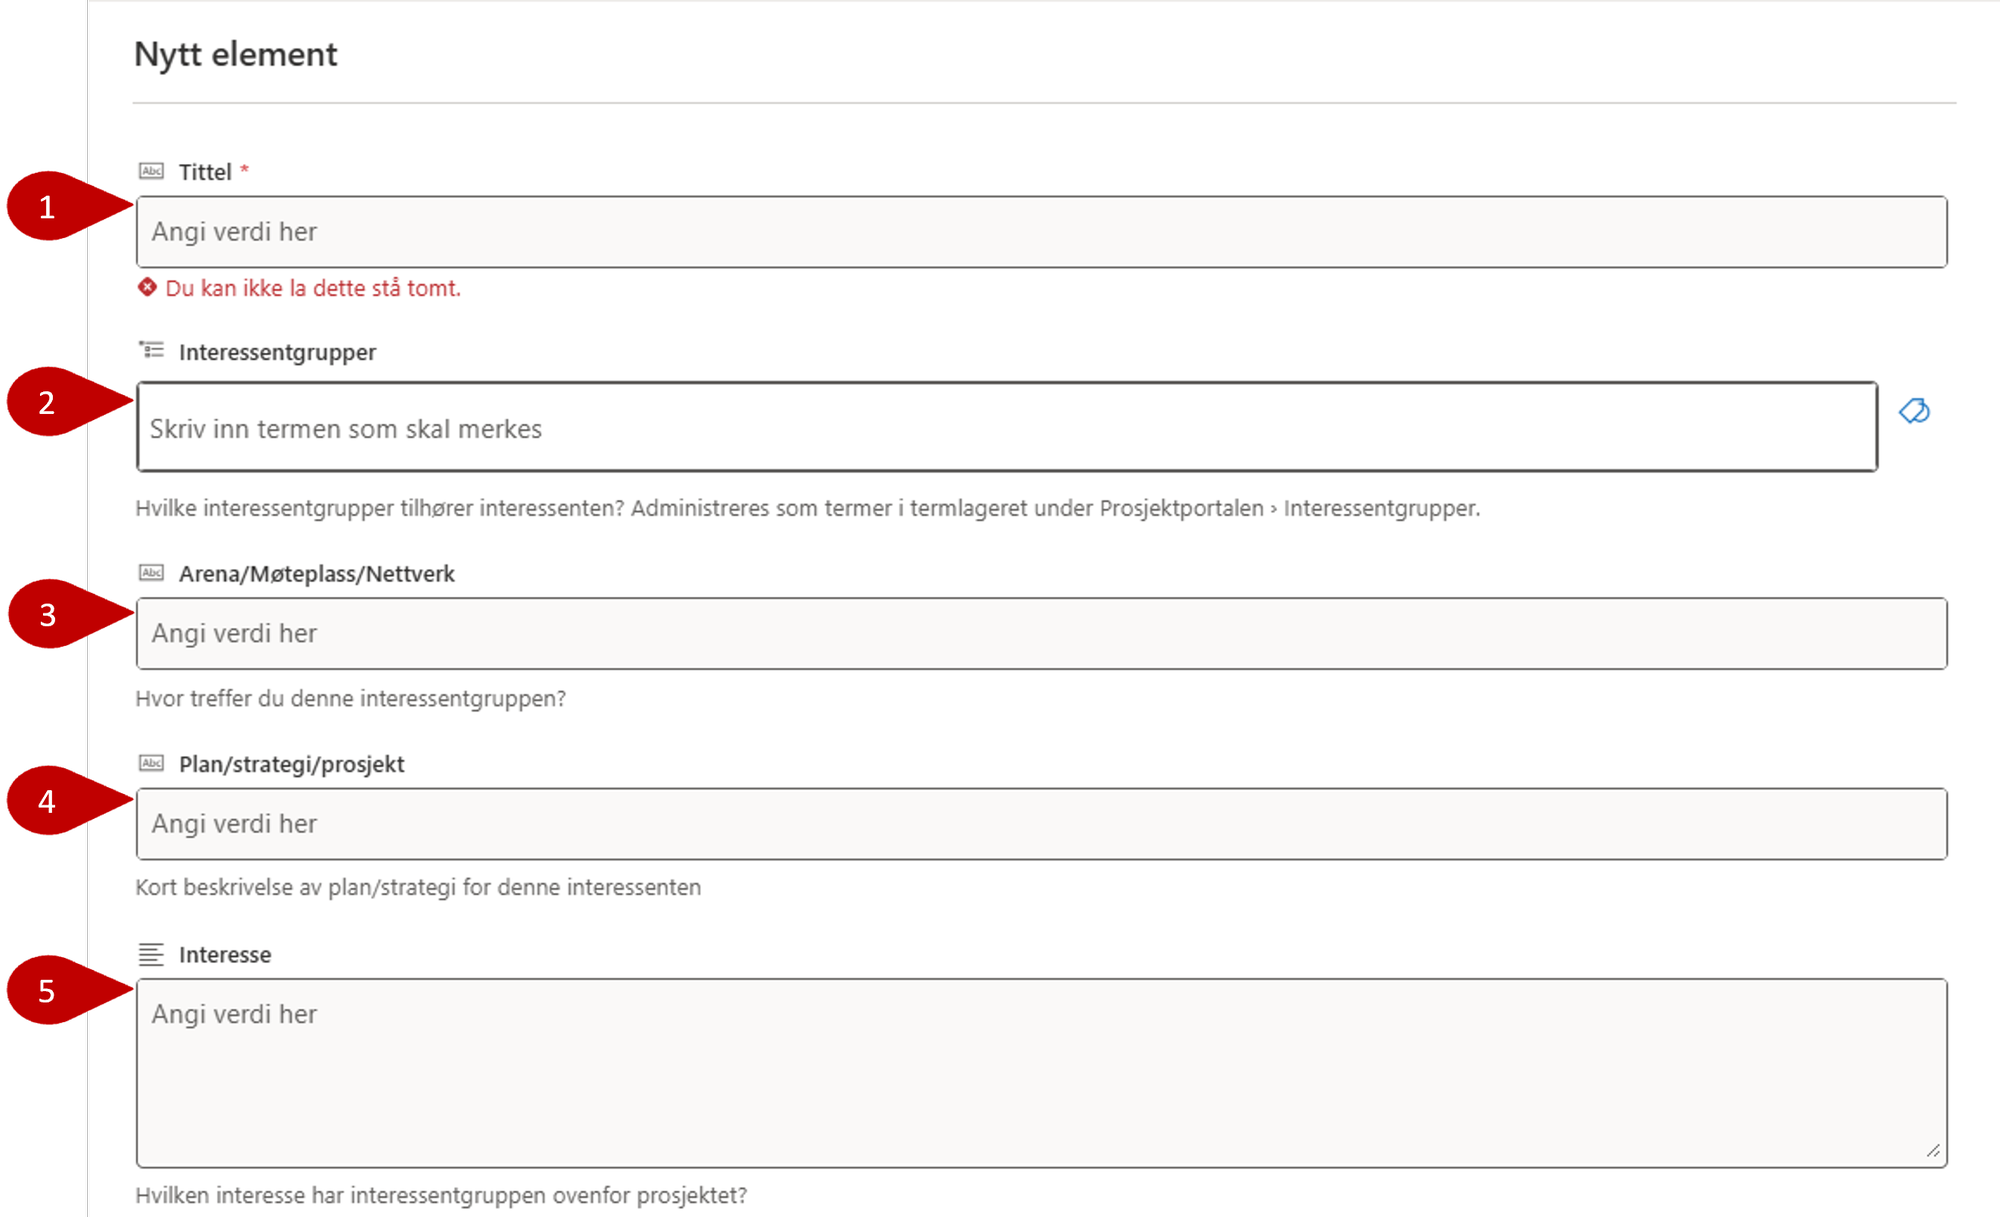 Nytt element
Abc Tittel *
1
Angi verdi her
Du kan ikke la dette stå tomt.
Interessentgrupper
2
Skriv inn termen som skal merkes
Hvilke interessentgrupper tilhører interessenten? Administreres som termer i termlageret under Prosjektportalen › Interessentgrupper.
Abc Arena/Møteplass/Nettverk
3
Angi verdi her
Hvor treffer du denne interessentgruppen?
Abc Plan/strategi/prosjekt
4
Angi verdi her
Kort beskrivelse av plan/strategi for denne interessenten
Interesse
5
Angi verdi her
Hvilken interesse har interessentgruppen ovenfor prosjektet?